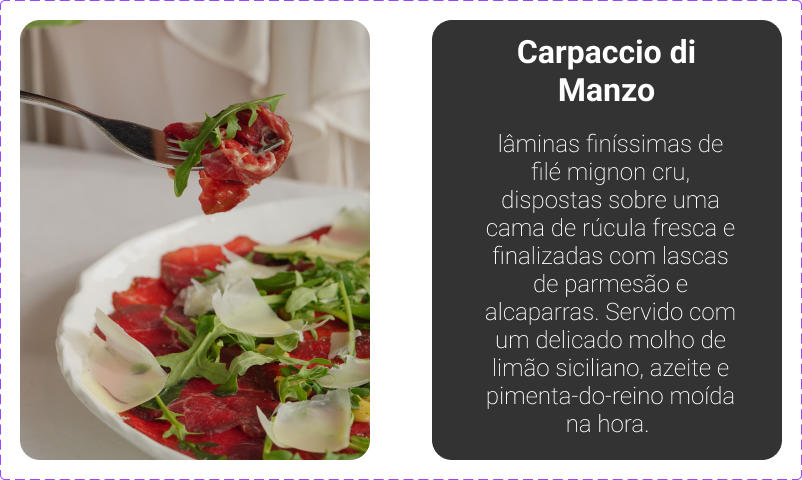 Carpaccio di
Manzo
lâminas finíssimas de
filé mignon cru,
dispostas sobre uma
cama de rúcula fresca e
finalizadas com lascas
de parmesão e
alcaparras. Servido com
um delicado molho de
limão siciliano, azeite e
pimenta-do-reino moída
na hora.